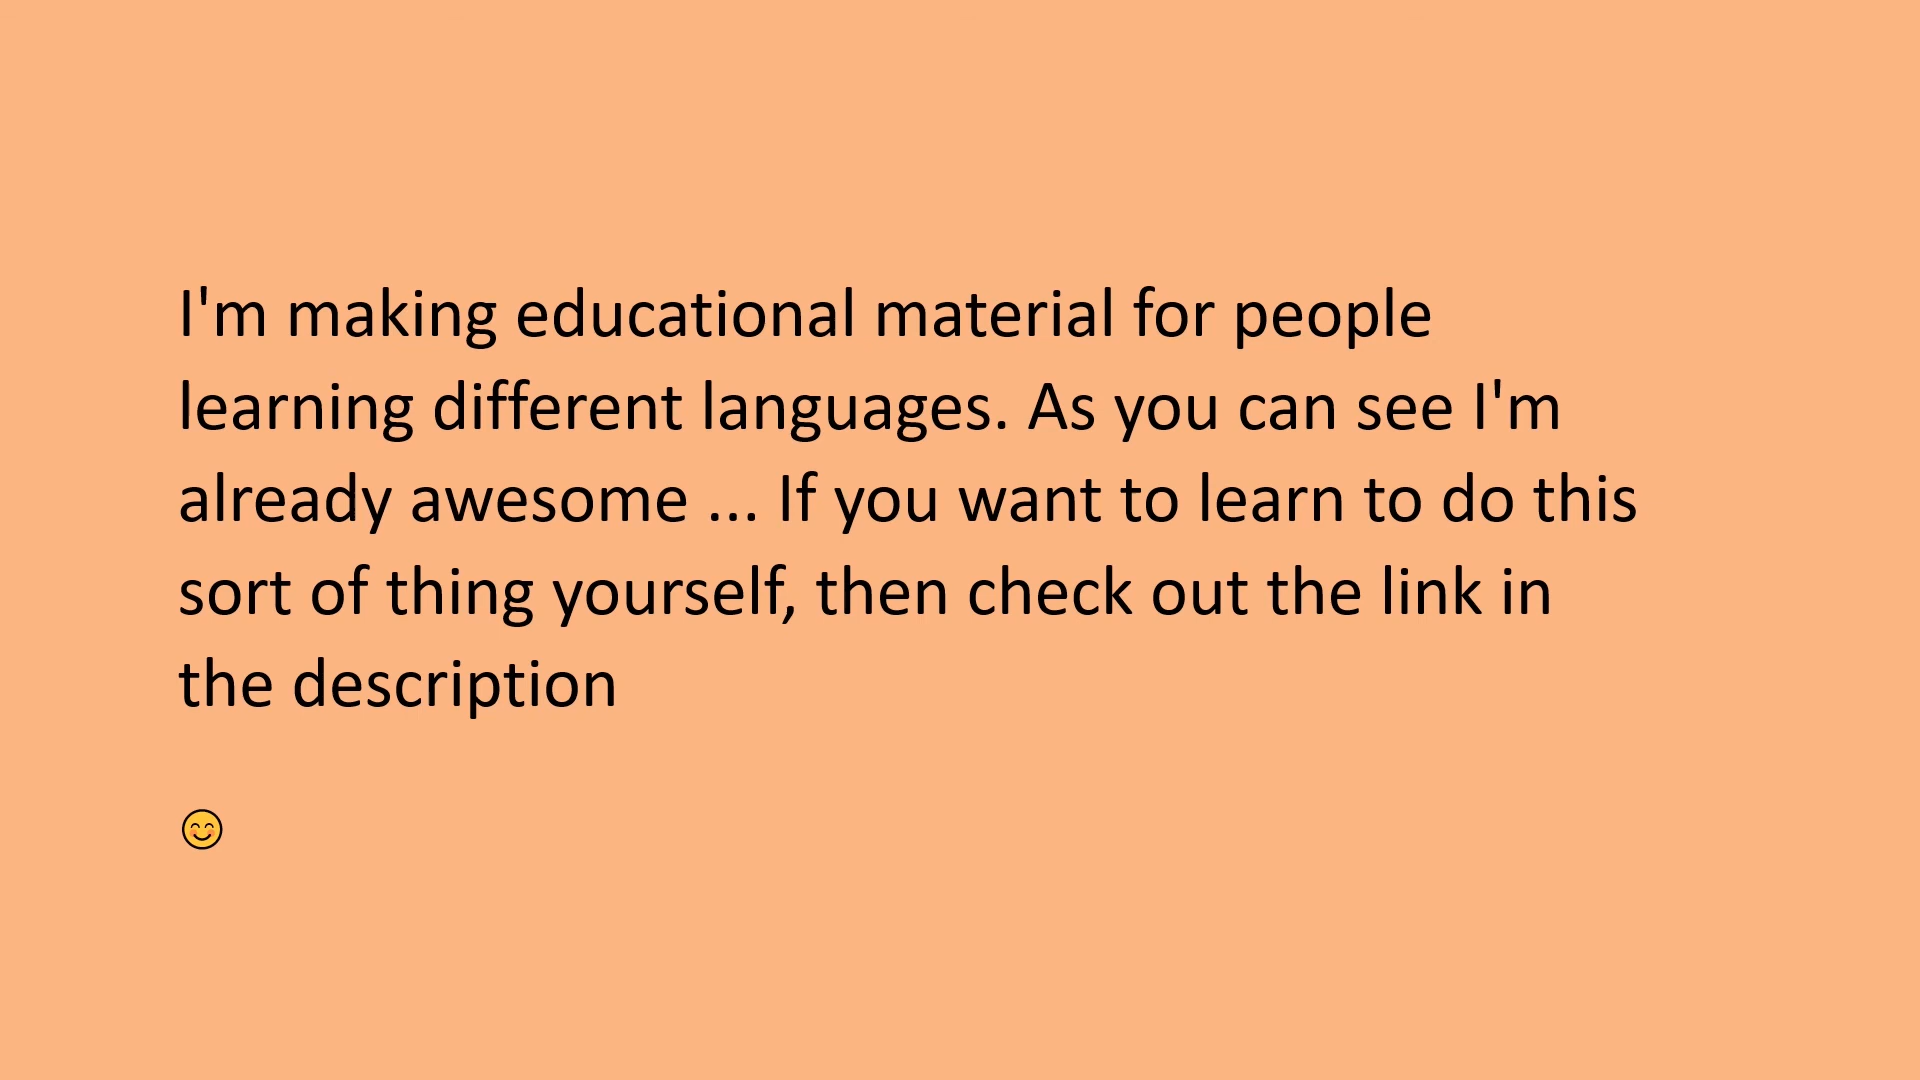 I'm making educational material for people
learning different languages. As you can see I'm
already awesome ... If you want to learn to do this
sort of thing yourself, then check out the link in
the description
😊